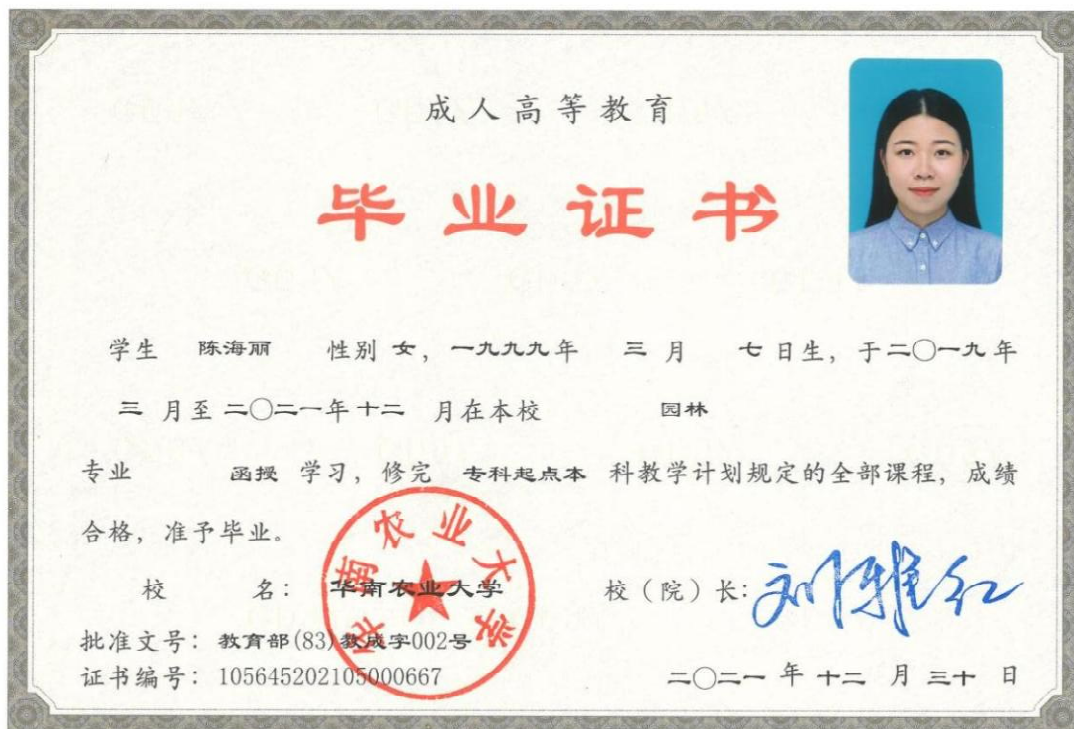 成人高等教育
毕业证书
学生 陈海丽 性别 女，一九九九年 三 月 七 日生，于二〇一九年
三 月至 二〇二一年十二 月在本校 园林
专业 函授 学习，修完 专科起点本 科教学计划规定的全部课程，成绩
合格，准予毕业。
校 名：华南农业大学 校（院）长：刘雅红
批准文号：教育部(83)教成字002号
证书编号：105645202105000667 二〇二一 年 十二 月 三十 日
华南农业大学